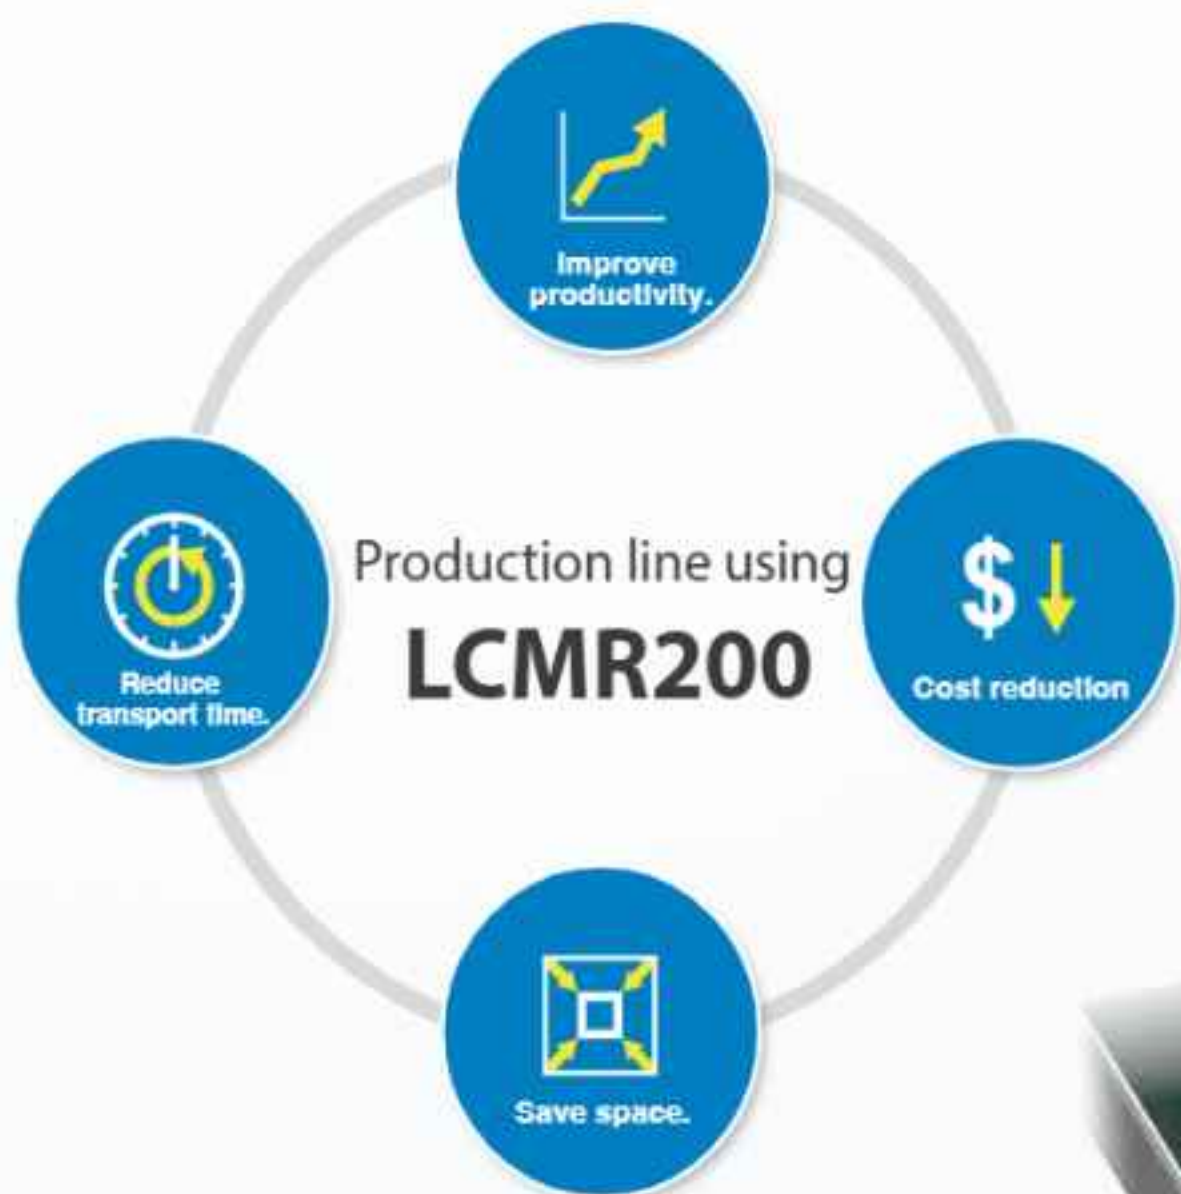 Improve
productivity.
Reduce
transport time.
Production line using
LCMR200
$
Cost reduction
Save space.